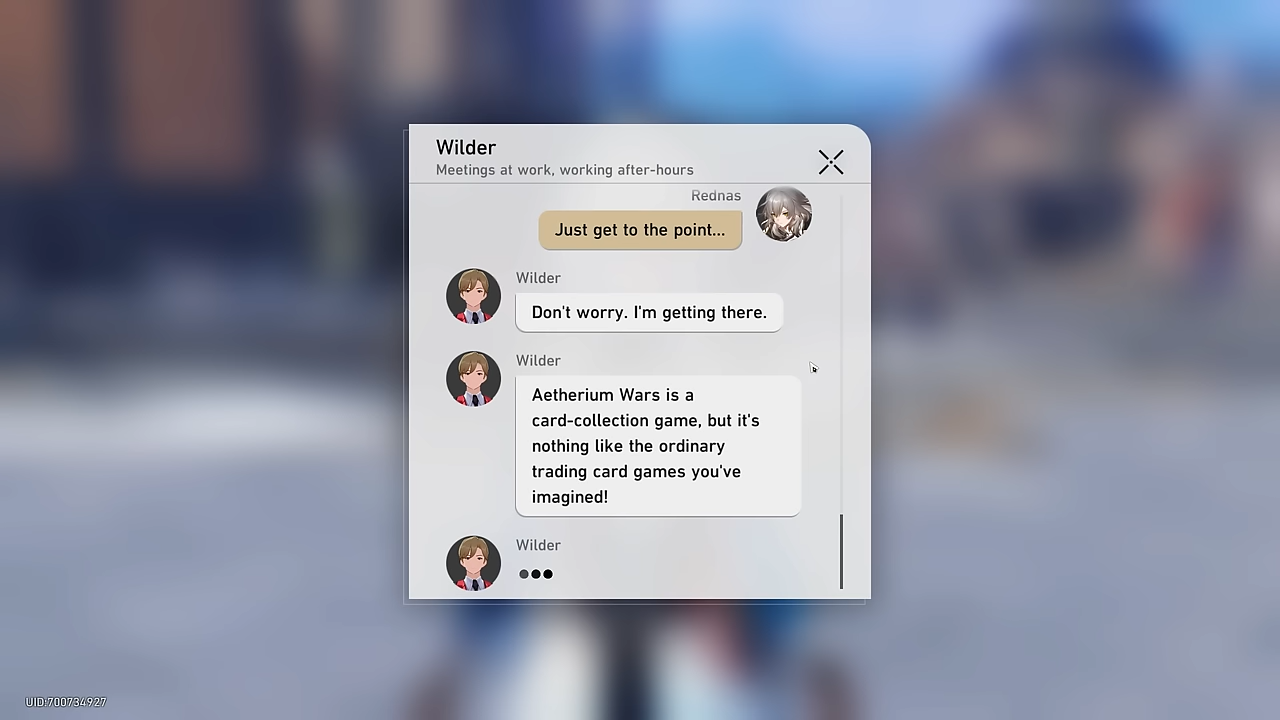 Wilder
Meetings at work, working after-hours
Rednas
Just get to the point...
Wilder
Don't worry. I'm getting there.
Wilder
Aetherium Wars is a
card-collection game, but it's
nothing like the ordinary
trading card games you've
imagined!
Wilder
UID:700734927